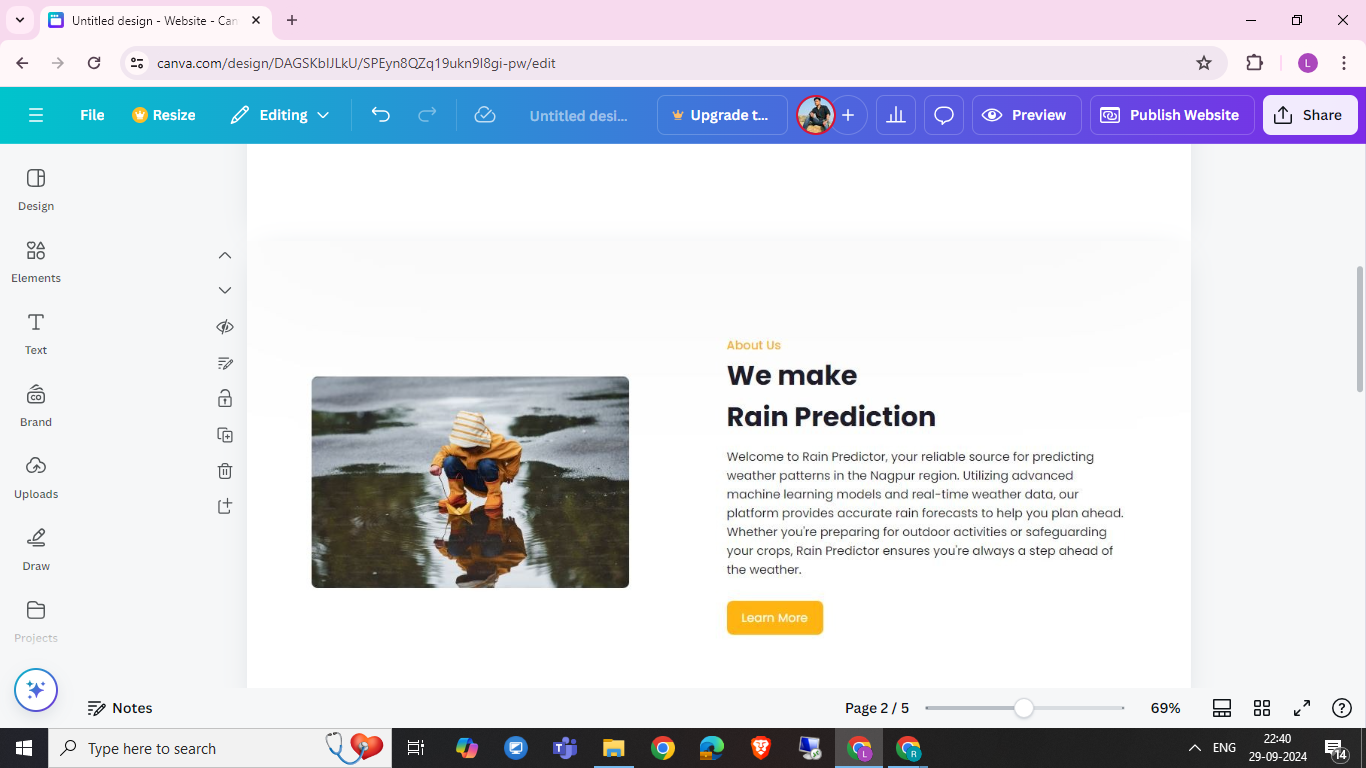 Untitled design - Website - Can
canva.com/design/DAGSKbIJLkU/SPEyn8QZq19ukn9I8gi-pw/edit
L
File
Resize
Editing
Untitled desi...
Upgrade t...
Preview
Publish Website
Share
Design
Elements
Text
CO
Brand
Uploads
Draw
Projects
About Us
We make
Rain Prediction
Welcome to Rain Predictor, your reliable source for predicting
weather patterns in the Nagpur region. Utilizing advanced
machine learning models and real-time weather data, our
platform provides accurate rain forecasts to help you plan ahead.
Whether you're preparing for outdoor activities or safeguarding
your crops, Rain Predictor ensures you're always a step ahead of
the weather.
Learn More
Notes
Page 2 / 5
69%
Type here to search
L
R
ENG
22:40
29-09-2024
14